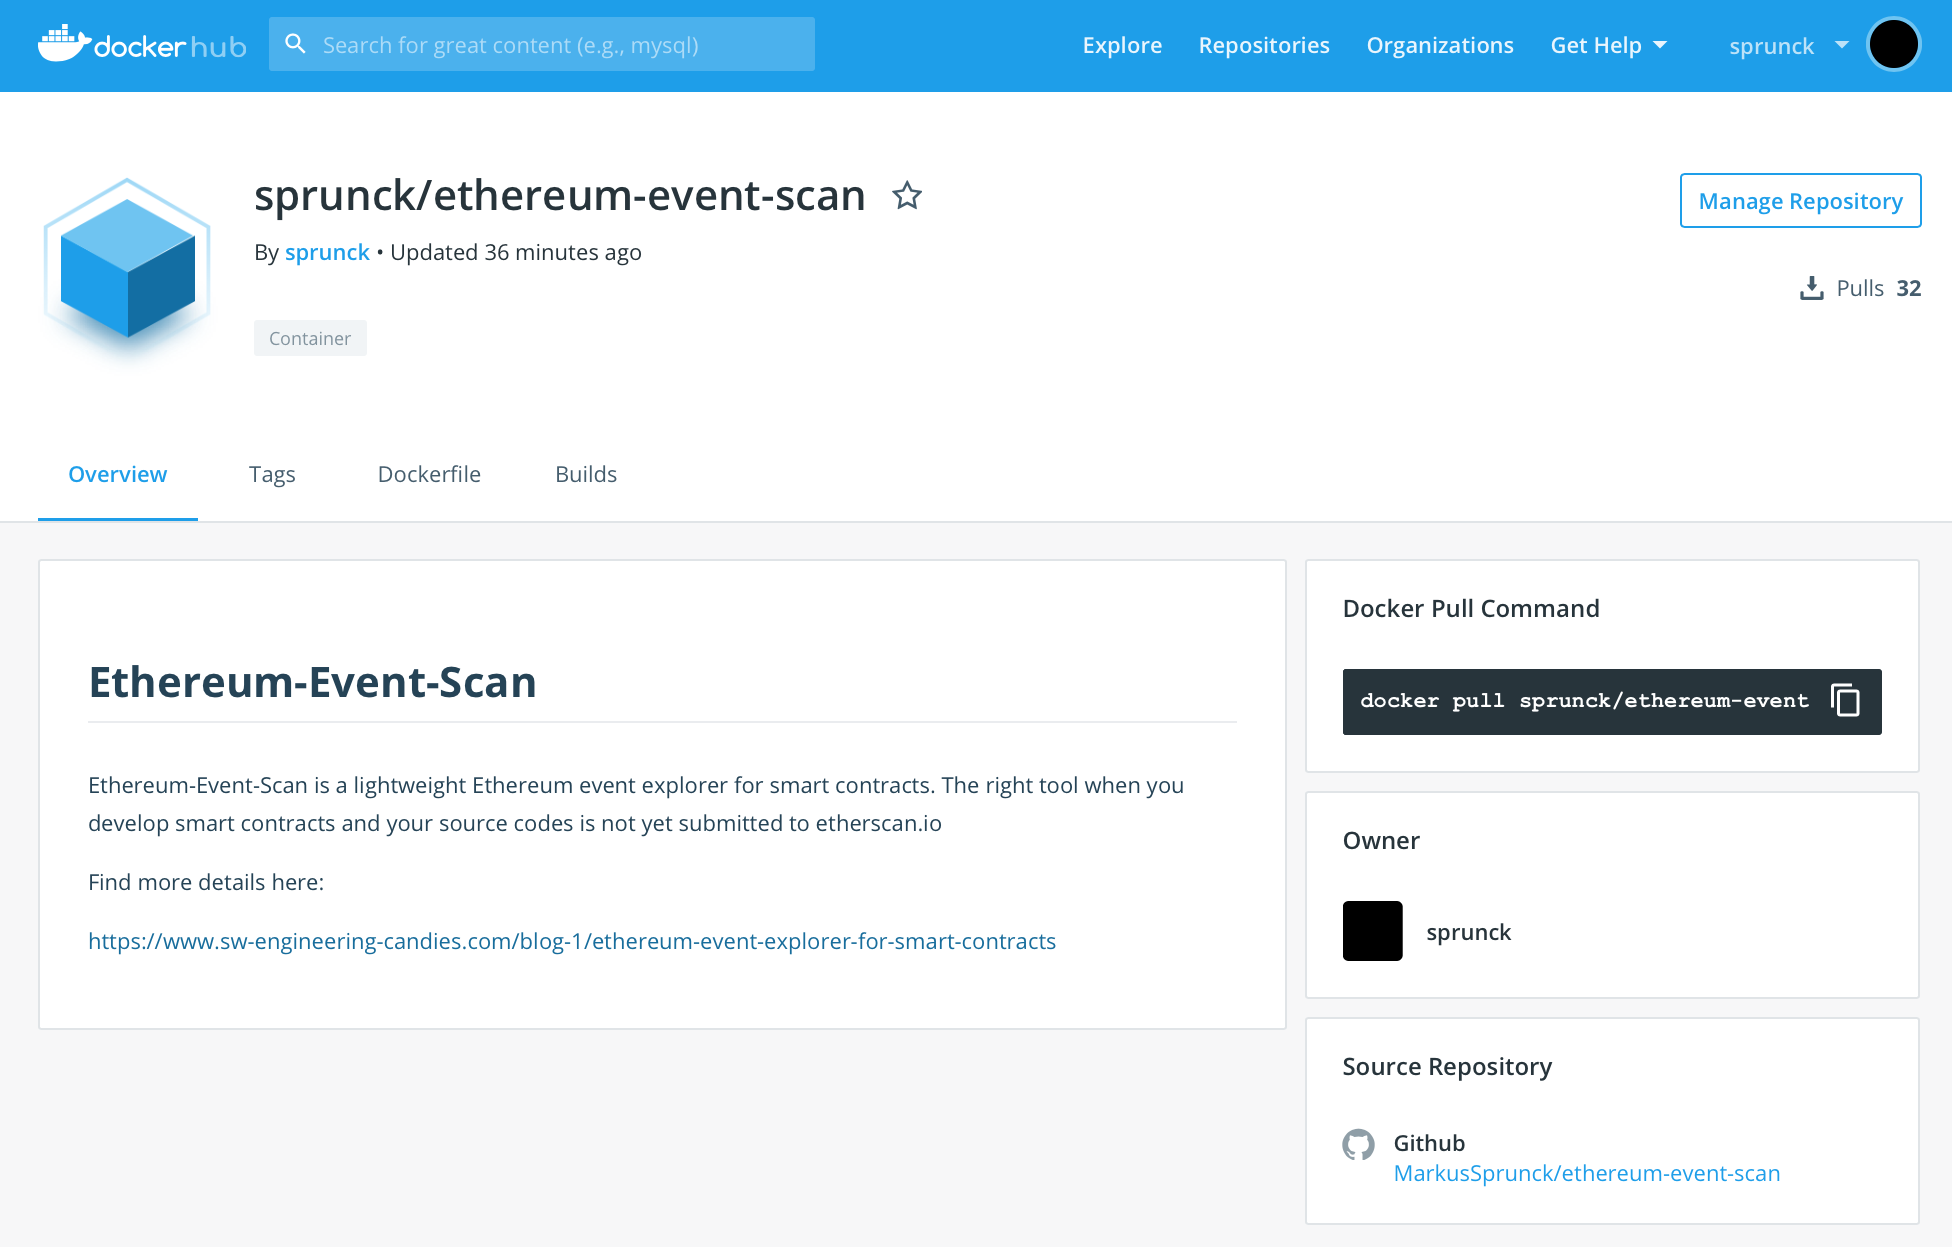 docker hub
Search for great content (e.g., mysql)
Explore Repositories Organizations Get Help sprunck
sprunck/ethereum-event-scan
By sprunck • Updated 36 minutes ago
Container
Manage Repository
Pulls 32
Overview Tags Dockerfile Builds
Ethereum-Event-Scan
Ethereum-Event-Scan is a lightweight Ethereum event explorer for smart contracts. The right tool when you
develop smart contracts and your source codes is not yet submitted to etherscan.io
Find more details here:
https://www.sw-engineering-candies.com/blog-1/ethereum-event-explorer-for-smart-contracts
Docker Pull Command
docker pull sprunck/ethereum-event
Owner
sprunck
Source Repository
Github
MarkusSprunck/ethereum-event-scan